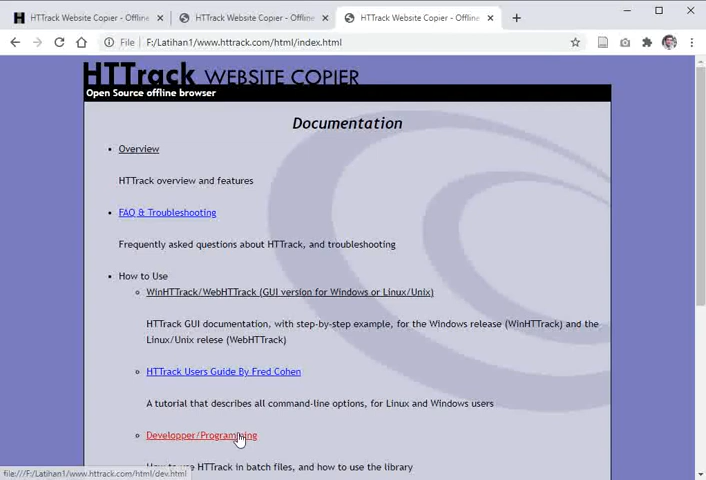 HTTrack Website Copier - Offline
HTTrack Website Copier - Offline
HTTrack Website Copier - Offline
File F:/Latihan1/www.httrack.com/html/index.html
HTTrack WEBSITE COPIER
Open Source offline browser
Documentation
Overview
HTTrack overview and features
FAQ & Troubleshooting
Frequently asked questions about HTTrack, and troubleshooting
How to Use
WinHTTrack/WebHTTrack (GUI version for Windows or Linux/Unix)
HTTrack GUI documentation, with step-by-step example, for the Windows release (WinHTTrack) and the
Linux/Unix relese (WebHTTrack)
HTTrack Users Guide By Fred Cohen
A tutorial that describes all command-line options, for Linux and Windows users
Developper/Programming
How to use HTTrack in batch files, and how to use the library
file:///F:/Latihan1/www.httrack.com/html/dev.html